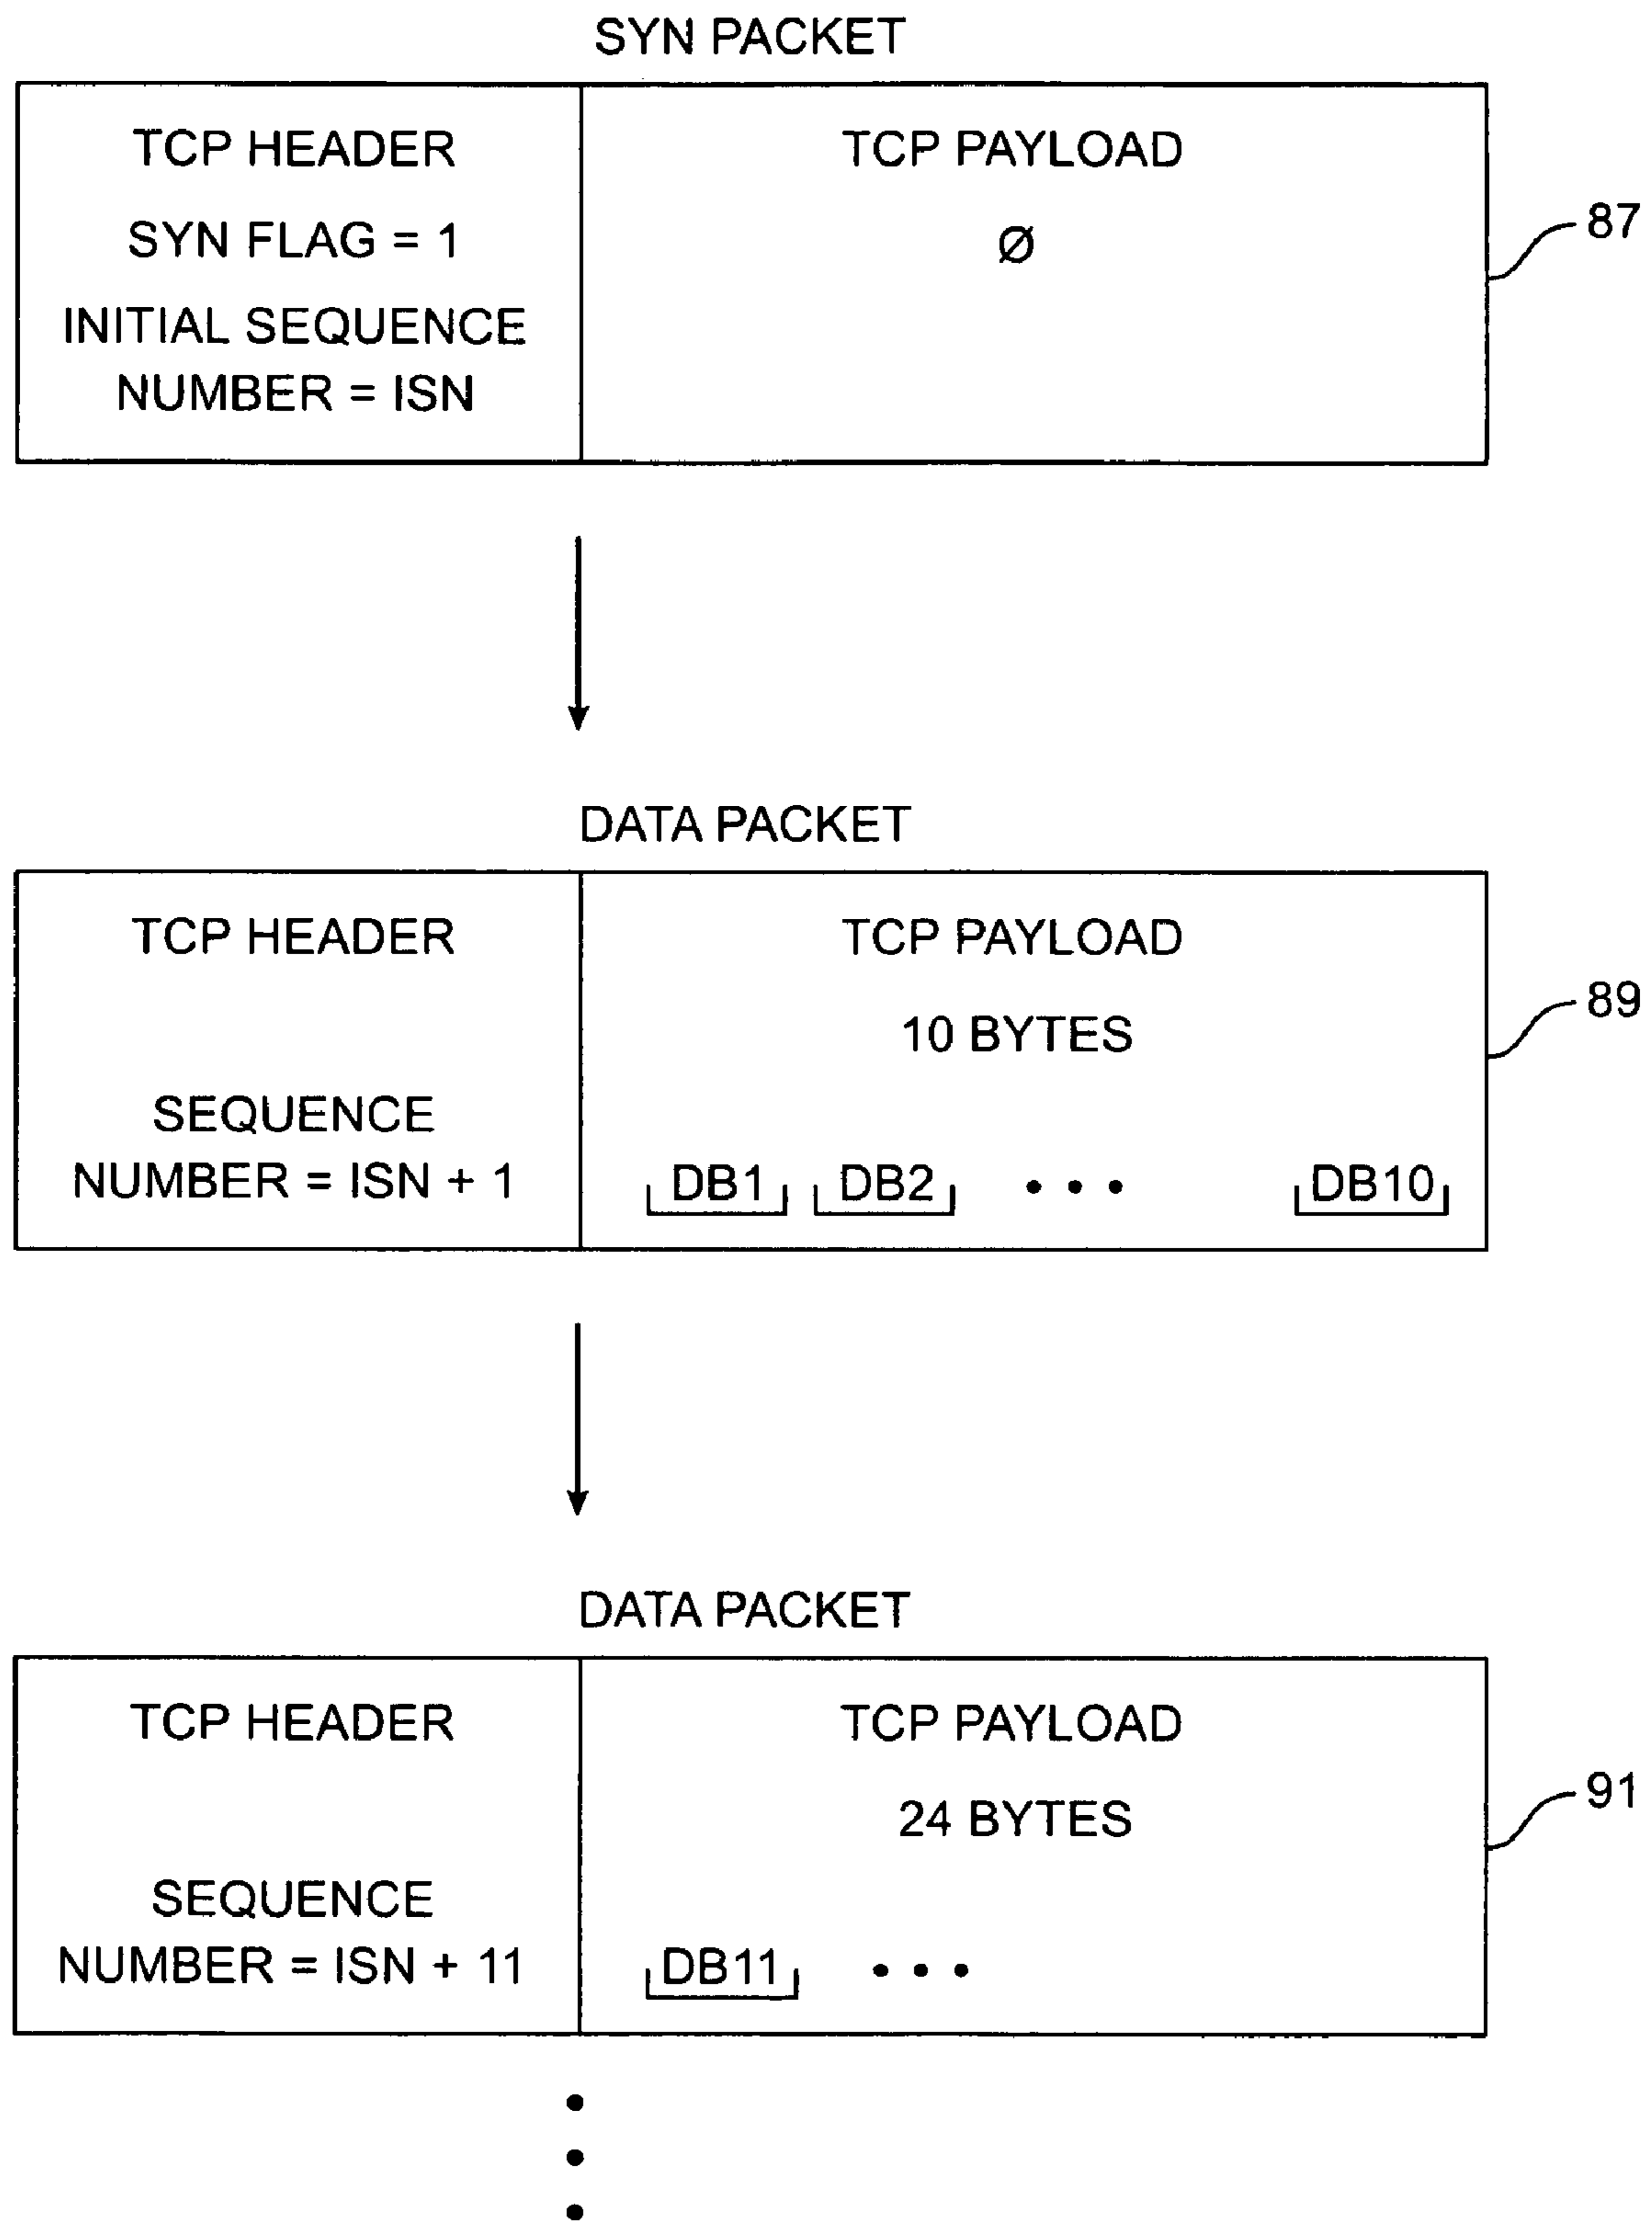 SYN PACKET
TCP HEADER
SYN FLAG = 1
INITIAL SEQUENCE
NUMBER = ISN
TCP PAYLOAD
Ø
87
DATA PACKET
TCP HEADER
SEQUENCE
NUMBER = ISN + 1
TCP PAYLOAD
10 BYTES
DB1 DB2 • • • DB10
89
DATA PACKET
TCP HEADER
SEQUENCE
NUMBER = ISN + 11
TCP PAYLOAD
24 BYTES
DB11 • • •
91